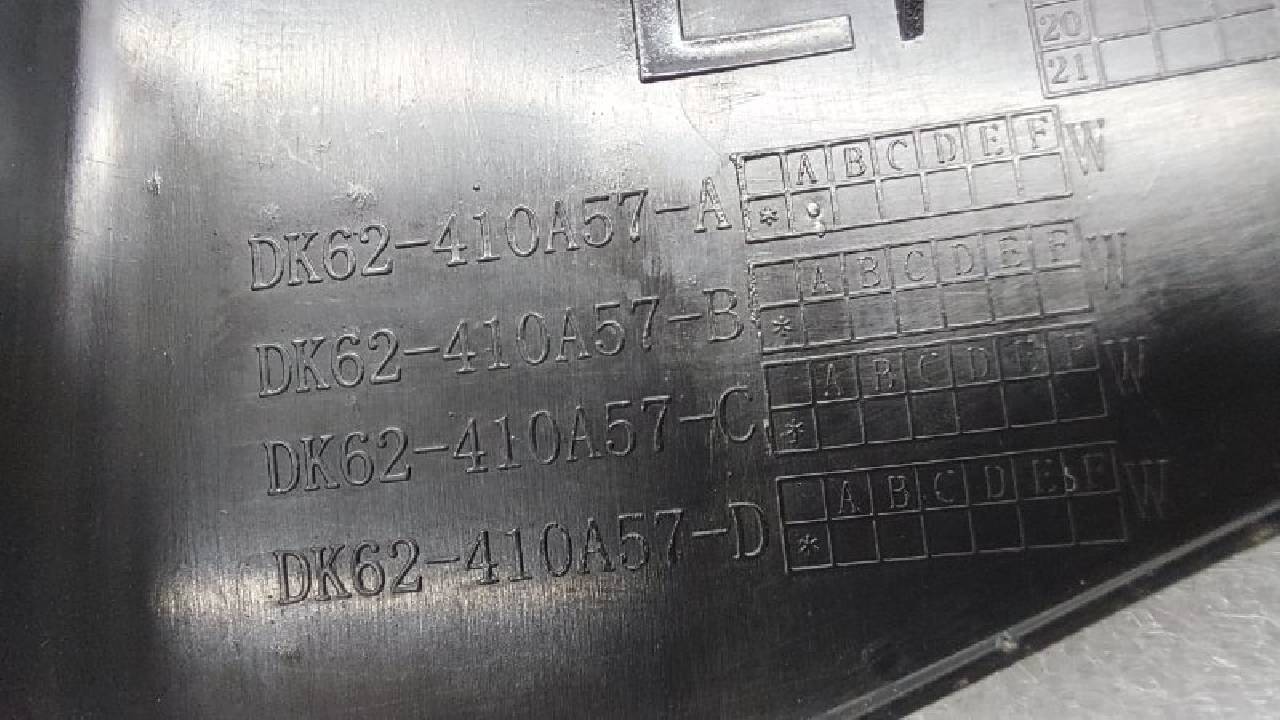 20
21
A B C D E F W
DK62-410A57-A *
A B C D E F W
DK62-410A57-B *
A B C D E F W
DK62-410A57-C *
A B C D E F W
DK62-410A57-D *